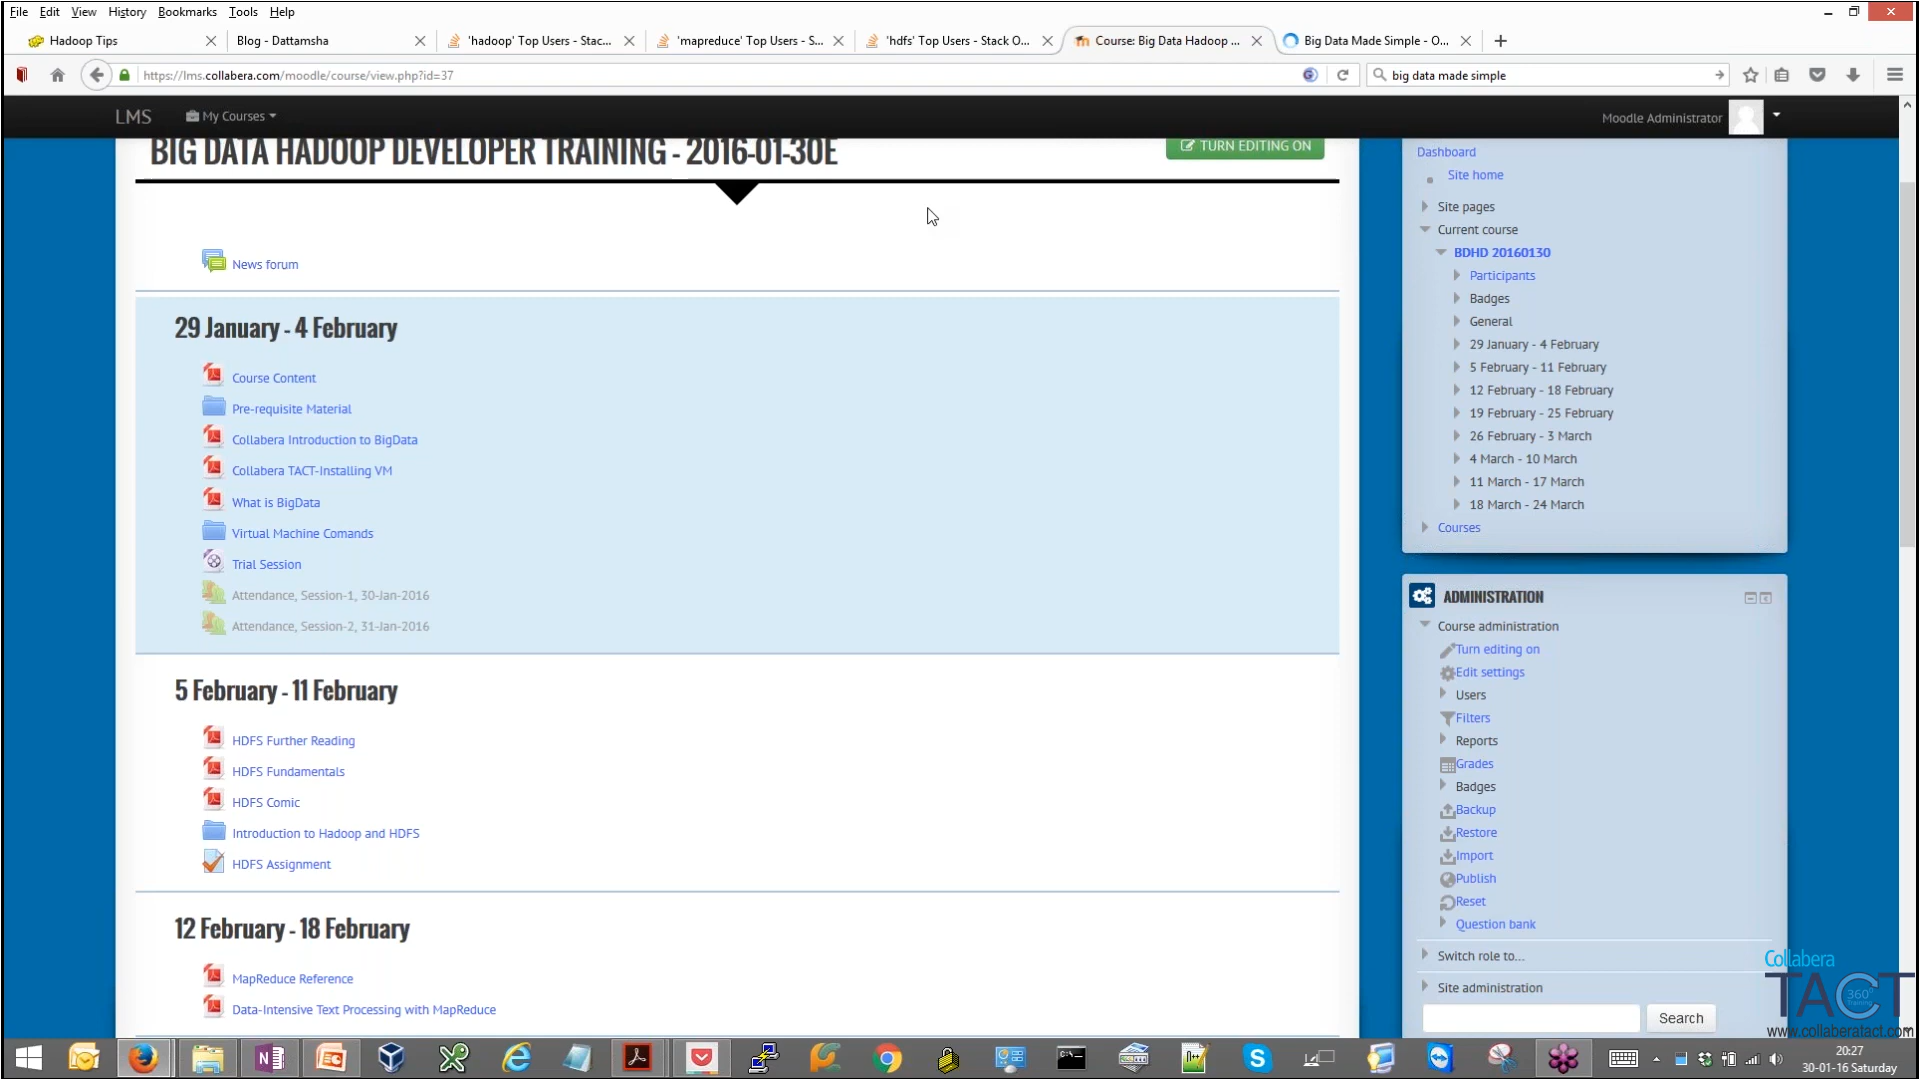 File Edit View History Bookmarks Tools Help
Hadoop Tips
Blog - Dattamsha
'hadoop' Top Users - Stac...
'mapreduce' Top Users - S...
'hdfs' Top Users - Stack O...
Course: Big Data Hadoop ...
Big Data Made Simple - O...
https://lms.collabera.com/moodle/course/view.php?id=37
big data made simple
LMS
My Courses
Moodle Administrator
BIG DATA HADOOP DEVELOPER TRAINING - 2016-01-30E
TURN EDITING ON
News forum
29 January - 4 February
Course Content
Pre-requisite Material
Collabera Introduction to BigData
Collabera TACT-Installing VM
What is BigData
Virtual Machine Comands
Trial Session
Attendance, Session-1, 30-Jan-2016
Attendance, Session-2, 31-Jan-2016
5 February - 11 February
HDFS Further Reading
HDFS Fundamentals
HDFS Comic
Introduction to Hadoop and HDFS
HDFS Assignment
12 February - 18 February
MapReduce Reference
Data-Intensive Text Processing with MapReduce
Dashboard
Site home
Site pages
Current course
BDHD 20160130
Participants
Badges
General
29 January - 4 February
5 February - 11 February
12 February - 18 February
19 February - 25 February
26 February - 3 March
4 March - 10 March
11 March - 17 March
18 March - 24 March
Courses
ADMINISTRATION
Course administration
Turn editing on
Edit settings
Users
Filters
Reports
Grades
Badges
Backup
Restore
Import
Publish
Reset
Question bank
Switch role to...
Site administration
Search
Collabera
TACT
360°
Training
www.collaberatact.com
20:27
30-01-16 Saturday